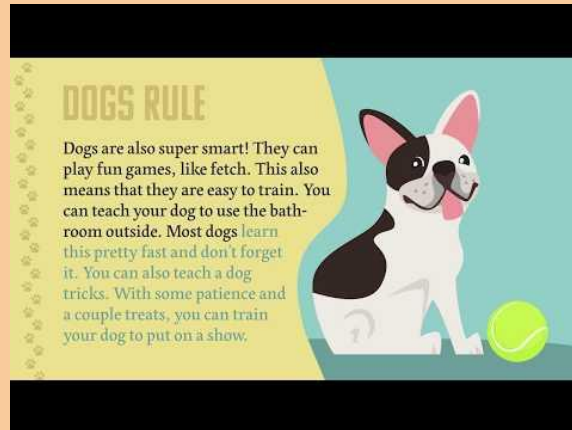 DOGS RULE
Dogs are also super smart! They can
play fun games, like fetch. This also
means that they are easy to train. You
can teach your dog to use the bath-
room outside. Most dogs learn
this pretty fast and don't forget
it. You can also teach a dog
tricks. With some patience and
a couple treats, you can train
your dog to put on a show.